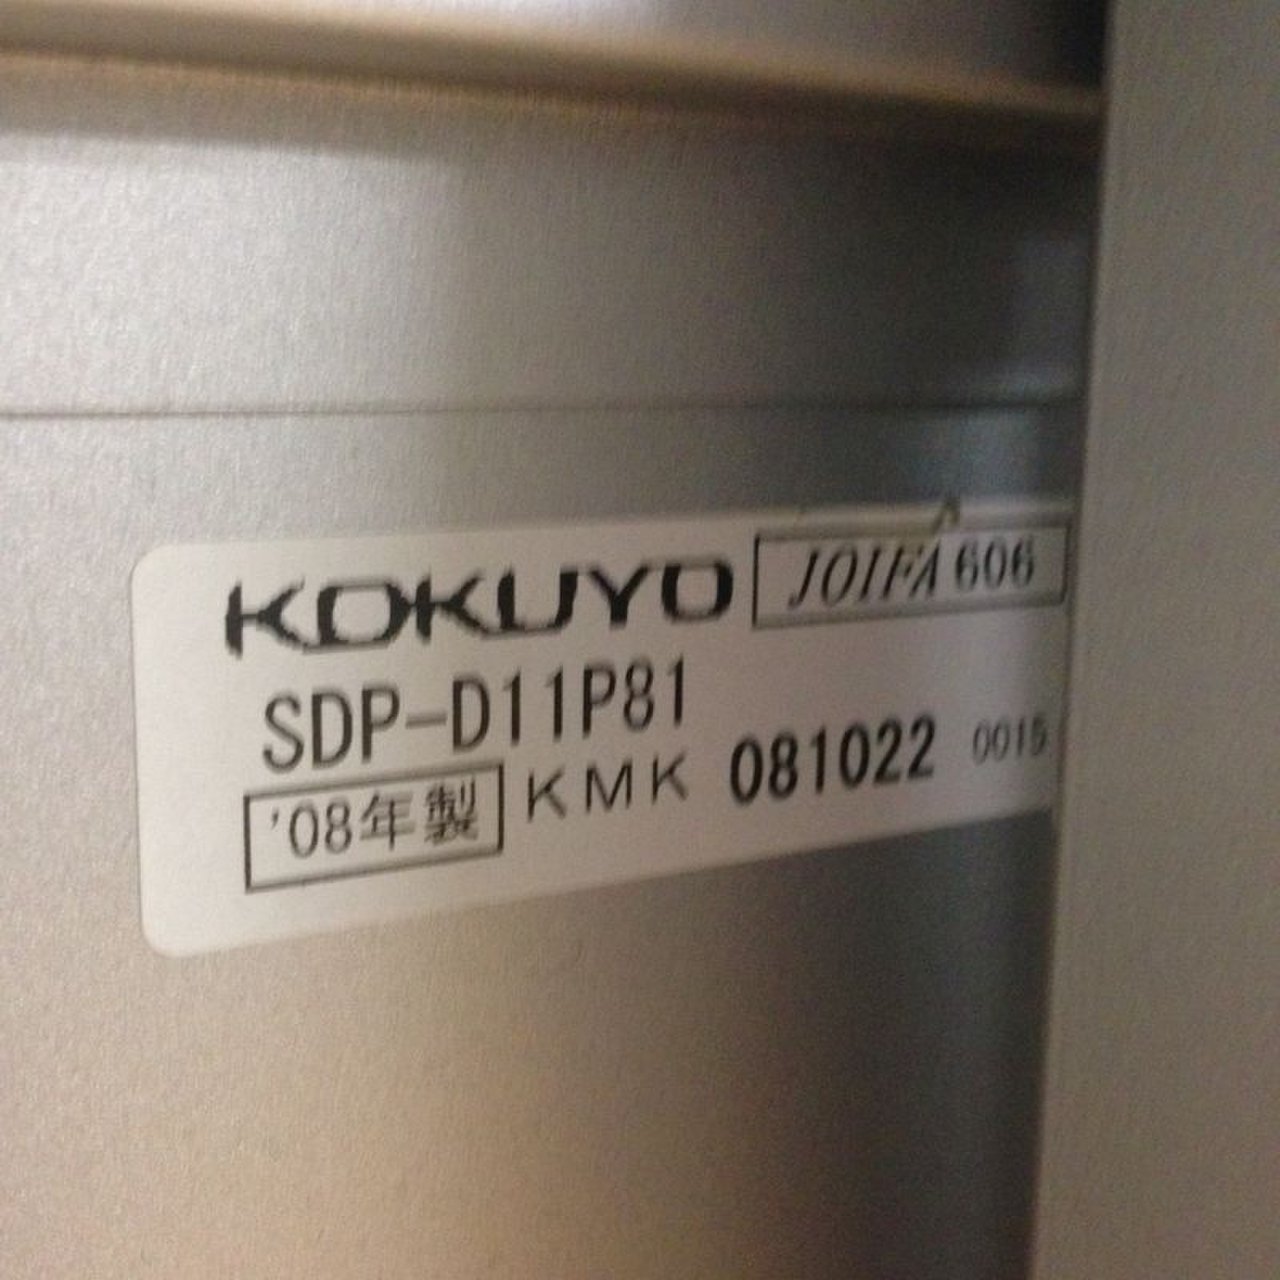 KOKUYO JOIFA 606
SDP-D11P81
'08年製 KMK 081022 0015